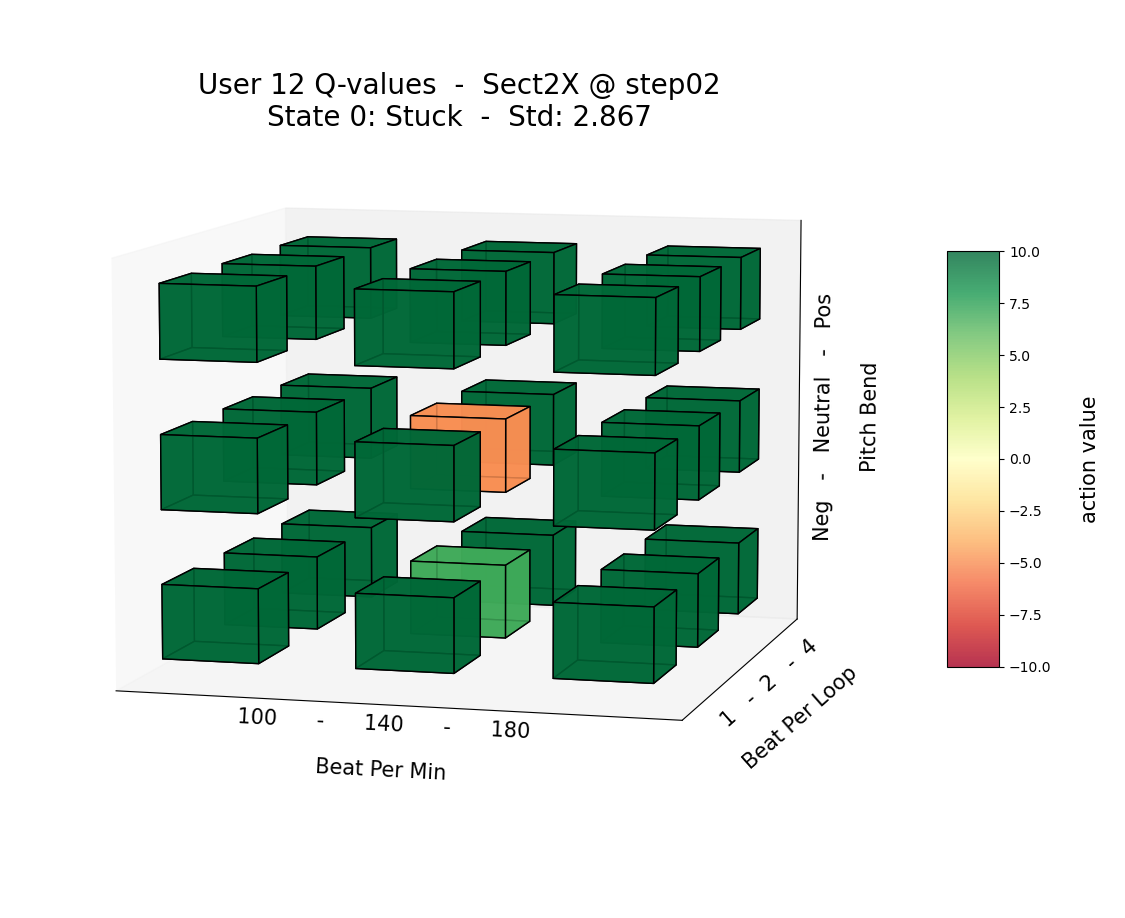 User 12 Q-values  -  Sect2X @ step02
State 0: Stuck  -  Std: 2.867
Neg   -   Neutral   -   Pos
Pitch Bend
100   -   140   -   180
Beat Per Min
1  -  2  -  4
Beat Per Loop
10.0
7.5
5.0
2.5
0.0
−2.5
−5.0
−7.5
−10.0
action value